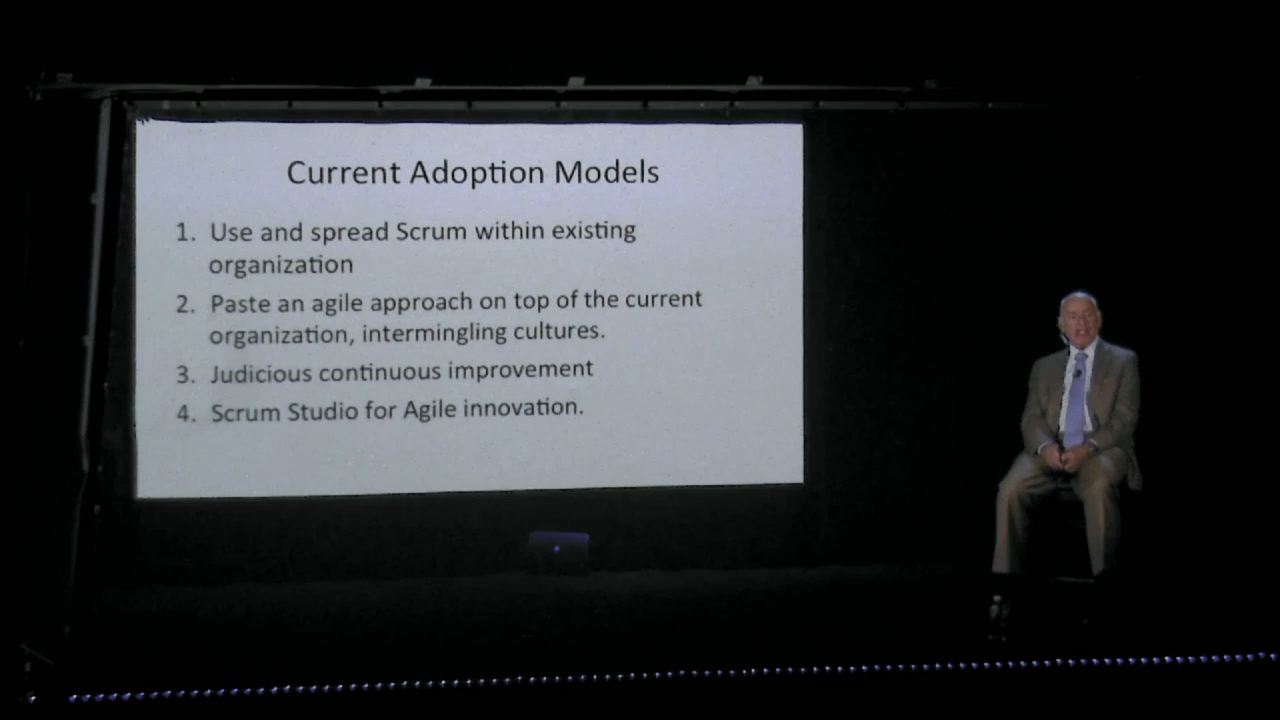 Current Adoption Models
1. Use and spread Scrum within existing
organization
2. Paste an agile approach on top of the current
organization, intermingling cultures.
3. Judicious continuous improvement
4. Scrum Studio for Agile innovation.